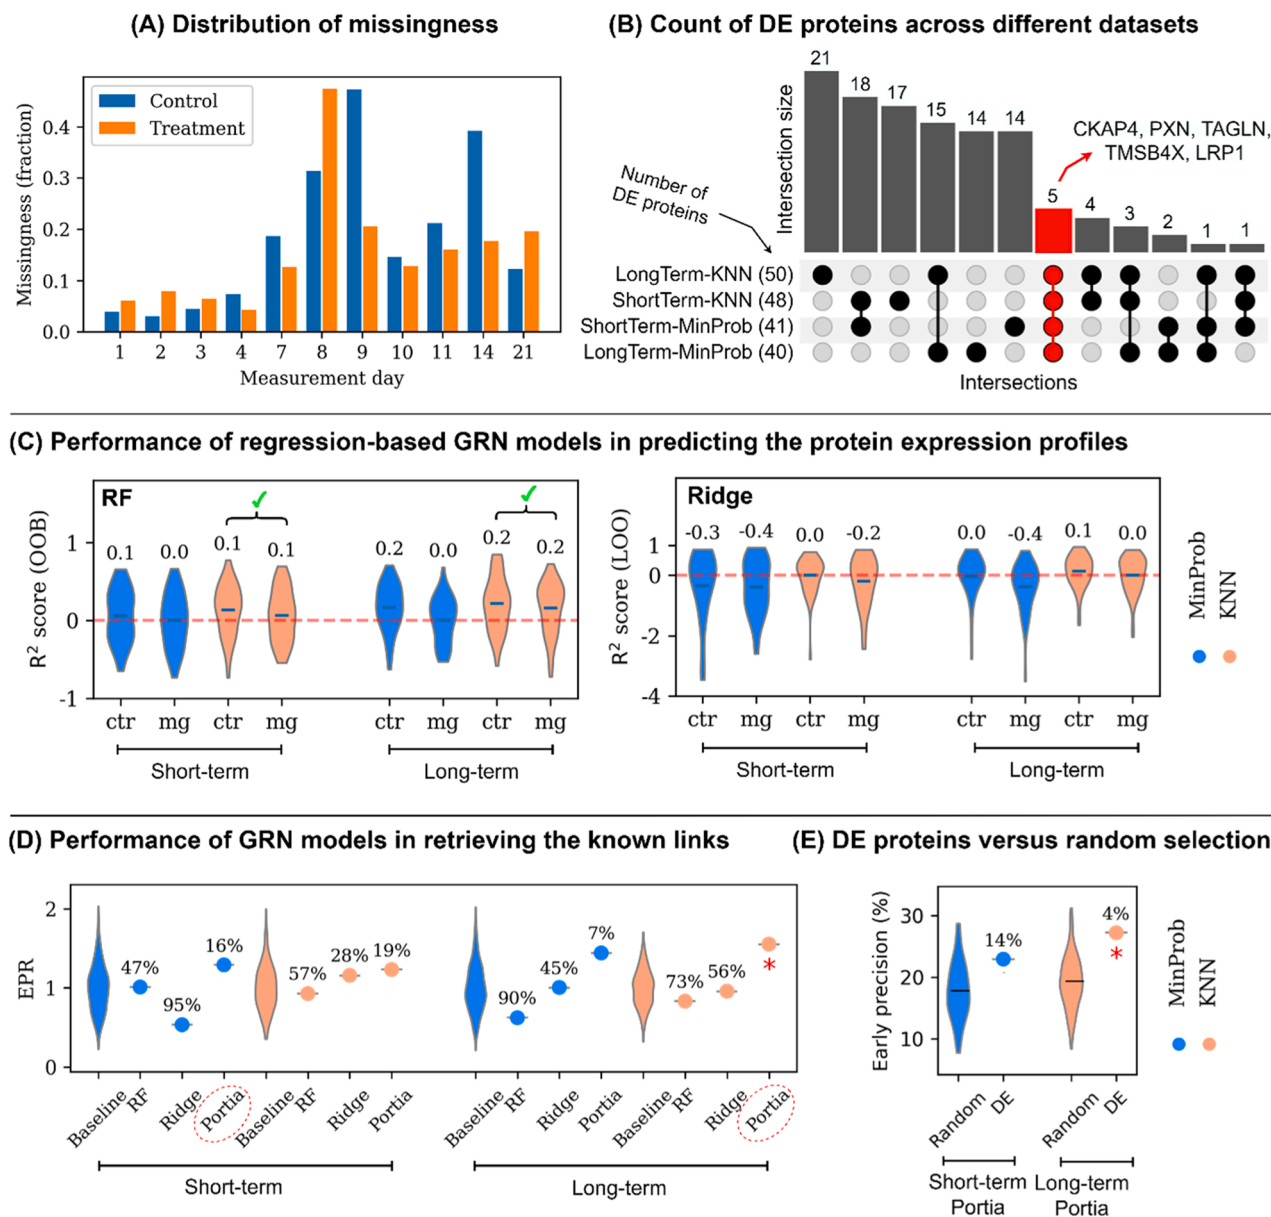 (A) Distribution of missingness
Control
Treatment
Missingness (fraction)
0.4
0.3
0.2
0.1
0.0
1 2 3 4 7 8 9 10 11 14 21
Measurement day
(B) Count of DE proteins across different datasets
Intersection size
21 18 17 15 14 14 5 4 3 2 1 1
CKAP4, PXN, TAGLN,
TMSB4X, LRP1
Number of
DE proteins
LongTerm-KNN (50)
ShortTerm-KNN (48)
ShortTerm-MinProb (41)
LongTerm-MinProb (40)
Intersections
(C) Performance of regression-based GRN models in predicting the protein expression profiles
RF
R² score (OOB)
1
0
-1
0.1 0.0 0.1 0.1 0.2 0.0 0.2 0.2
ctr mg ctr mg ctr mg ctr mg
Short-term Long-term
Ridge
R² score (LOO)
1
0
-2
-4
-0.3 -0.4 0.0 -0.2 0.0 -0.4 0.1 0.0
ctr mg ctr mg ctr mg ctr mg
Short-term Long-term
MinProb
KNN
(D) Performance of GRN models in retrieving the known links
EPR
2
1
0
47% 95% 16% 57% 28% 19% 90% 45% 7% 73% 56%
*
Baseline RF Ridge Portia Baseline RF Ridge Portia Baseline RF Ridge Portia Baseline RF Ridge Portia
Short-term Long-term
(E) DE proteins versus random selection
Early precision (%)
30
20
10
14% 4%
*
Random DE Random DE
Short-term Long-term
Portia Portia
MinProb
KNN